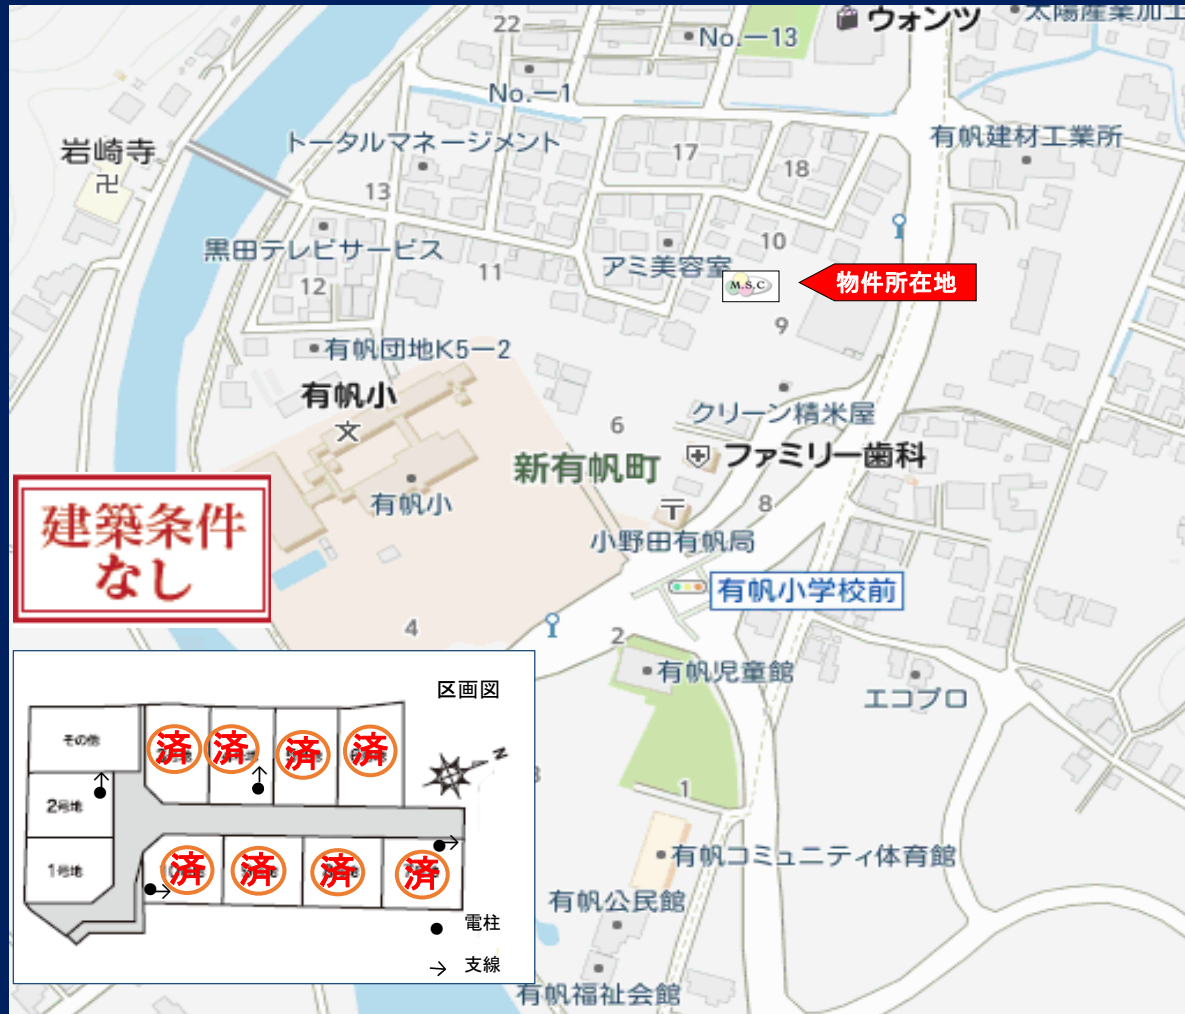 22
No.ー13
ウォンツ
太陽産業加工
No.ー1
岩崎寺
トータルマネージメント
17
18
有帆建材工業所
13
黒田テレビサービス
アミ美容室
10
11
12
M.S.C
物件所在地
9
有帆団地K5ー2
有帆小
クリーン精米屋
6
新有帆町
ファミリー歯科
有帆小
8
小野田有帆局
建築条件
なし
有帆小学校前
4
2
有帆児童館
エコプロ
区画図
その他
済
済
済
済
N
2号地
1号地
済
済
済
済
電柱
支線
1
有帆コミュニティ体育館
有帆公民館
有帆福祉会館